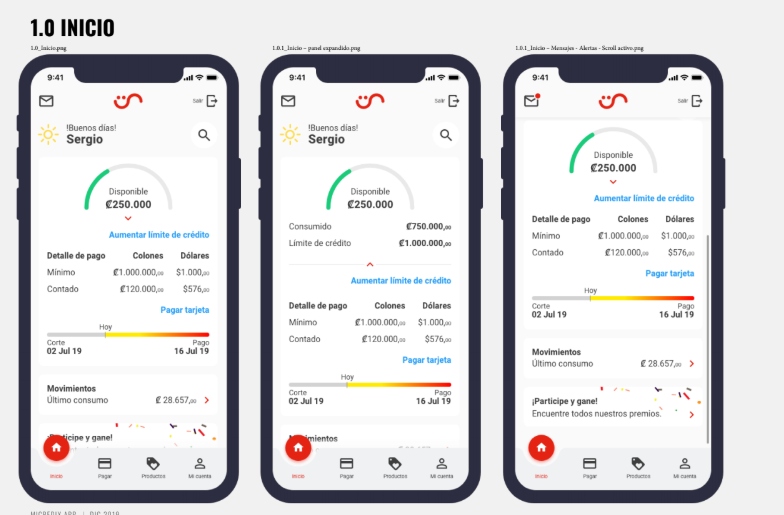 1.0 INICIO
1.0_Inicio.png
9:41
Salir
!Buenos días!
Sergio
Disponible
₡250.000
Aumentar límite de crédito
Detalle de pago Colones Dólares
Mínimo ₡1.000.000,00 $1.000,00
Contado ₡120.000,00 $576,00
Pagar tarjeta
Hoy
Corte Pago
02 Jul 19 16 Jul 19
Movimientos
Último consumo ₡ 28.657,00
ticipe y gane!
Inicio Pagar Productos Mi cuenta
1.0.1_Inicio – panel expandido.png
9:41
Salir
!Buenos días!
Sergio
Disponible
₡250.000
Consumido ₡750.000,00
Límite de crédito ₡1.000.000,00
Aumentar límite de crédito
Detalle de pago Colones Dólares
Mínimo ₡1.000.000,00 $1.000,00
Contado ₡120.000,00 $576,00
Pagar tarjeta
Hoy
Corte Pago
02 Jul 19 16 Jul 19
imientos
Inicio Pagar Productos Mi cuenta
1.0.1_Inicio – Mensajes - Alertas - Scroll activo.png
9:41
Salir
Disponible
₡250.000
Aumentar límite de crédito
Detalle de pago Colones Dólares
Mínimo ₡1.000.000,00 $1.000,00
Contado ₡120.000,00 $576,00
Pagar tarjeta
Hoy
Corte Pago
02 Jul 19 16 Jul 19
Movimientos
Último consumo ₡ 28.657,00
¡Participe y gane!
Encuentre todos nuestros premios.
Inicio Pagar Productos Mi cuenta